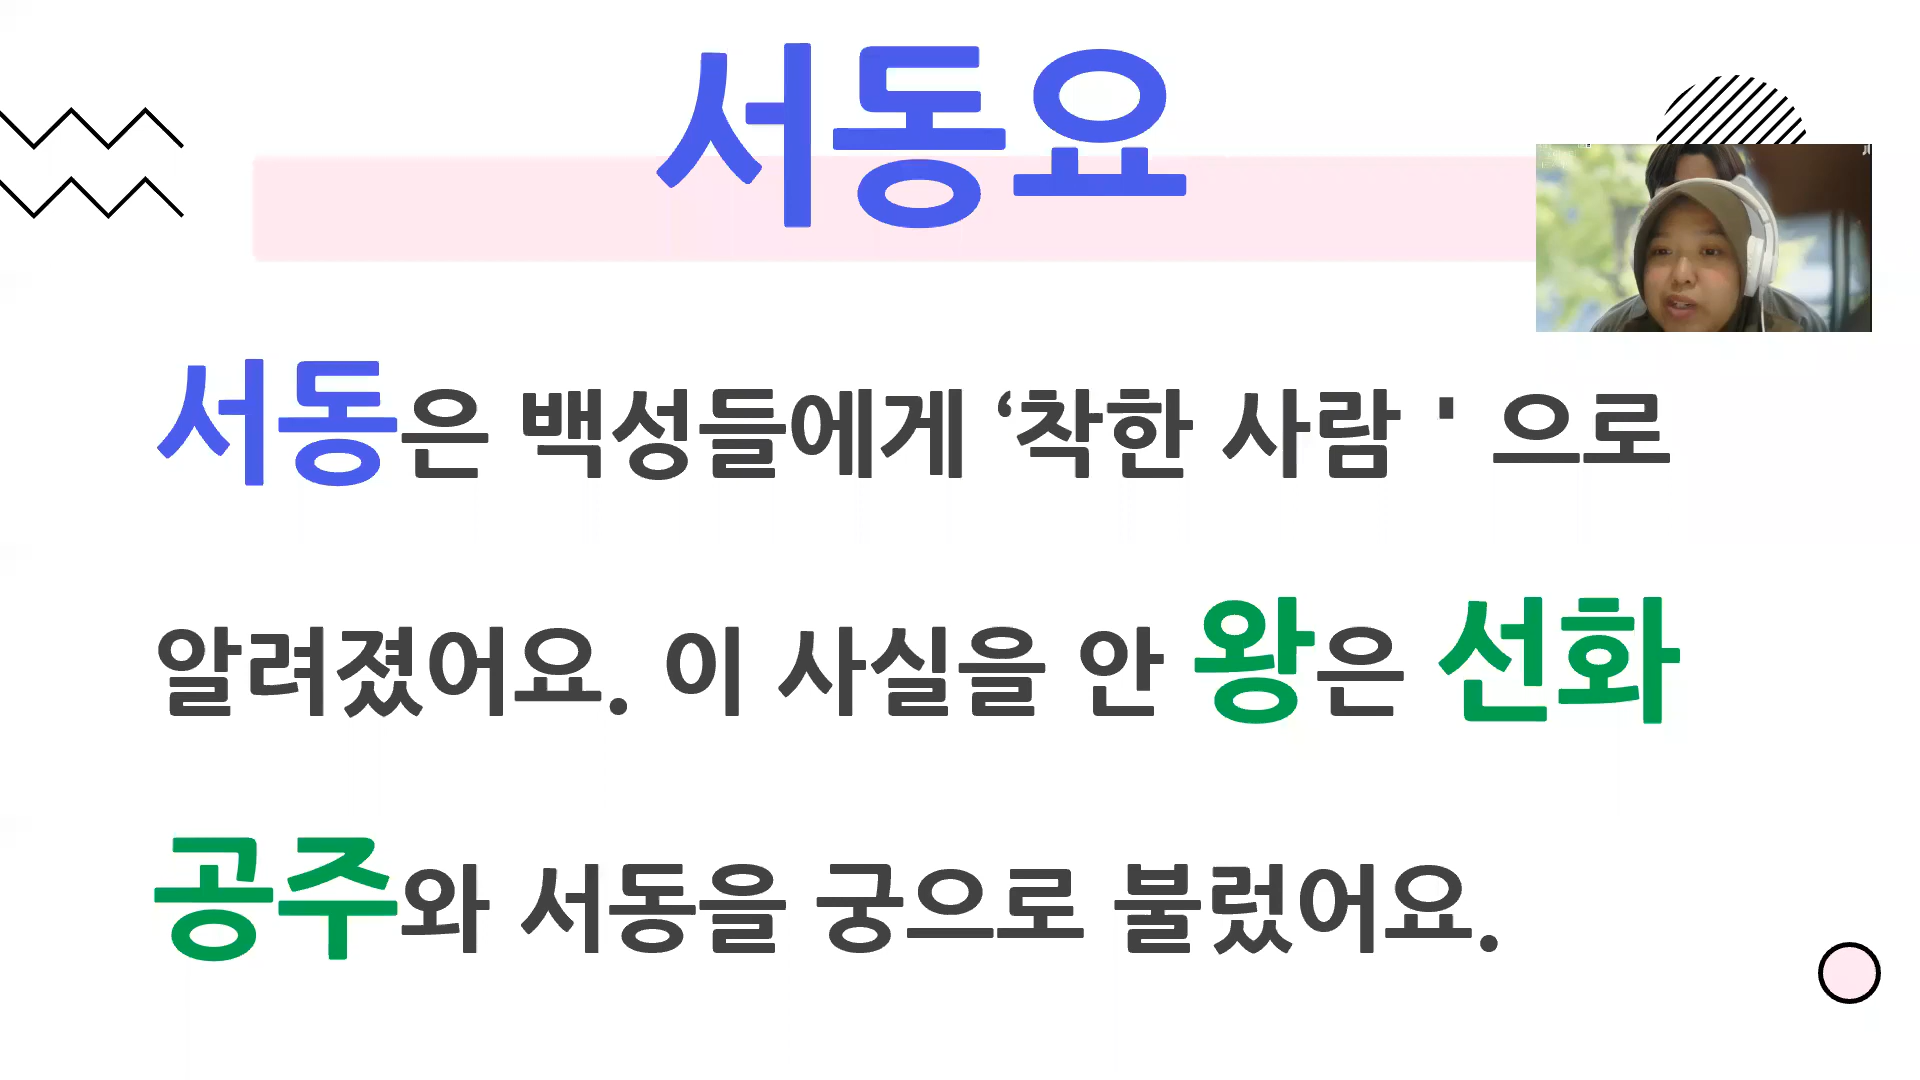 서동요
서동은 백성들에게 ‘착한 사람 ' 으로
알려졌어요. 이 사실을 안 왕은 선화
공주와 서동을 궁으로 불렀어요.